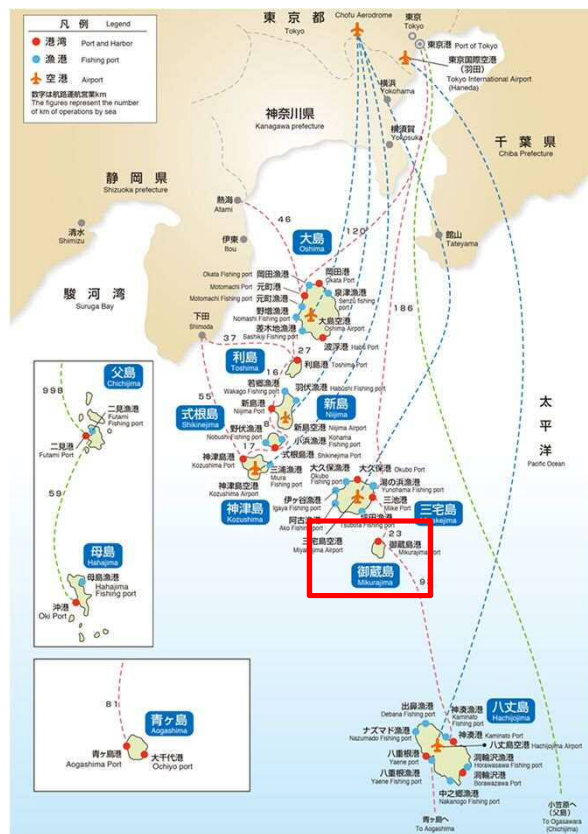 凡 例 Legend
港湾 Port and Harbor
漁港 Fishing port
空港 Airport
数字は航路運航営業km
The figures represent the number
of km of operations by sea
東 京 都
Tokyo
Chofu Aerodrome
東京
Tokyo
東京港 Port of Tokyo
東京国際空港
(羽田)
Tokyo International Airport
(Haneda)
横浜
Yokohama
神奈川県
Kanagawa prefecture
横須賀
Yokosuka
千 葉 県
Chiba Prefecture
静 岡 県
Shizuoka prefecture
熱海
Atami
清水
Shimizu
伊東
Itou
館山
Tateyama
46
120
186
駿 河 湾
Suruga Bay
下田
Shimoda
太平洋
Pacific Ocean
大島
Oshima
岡田漁港
Okata Fishing port
岡田港
Okata Port
元町港
Motomachi Port
泉津漁港
Senzu fishing port
元町漁港
Motomachi Fishing port
野増漁港
Nomashi Fishing port
大島空港
Oshima Airport
差木地漁港
Sashikiji Fishing port
波浮港 Habu Port
37
27
利島
Toshima
利島港
Toshima Port
16
55
若郷漁港
Wakago Fishing port
羽伏漁港
Habushi Fishing port
新島
Niijima
新島港
Niijima Port
新島空港
Niijima Airport
式根島
Shikinejima
8
野伏漁港
Nobushi Fishing port
小浜漁港
Kohama Fishing port
17
式根島港
Shikinejima Port
神津島港
Kozushima Port
三浦漁港
Miura Fishing port
神津島空港
Kozushima Airport
神津島
Kozushima
大久保漁港
Okubo Fishing port
大久保港
Okubo Port
湯の浜漁港
Yunohama Fishing port
伊ヶ谷漁港
Igaya Fishing port
三池港
Miike Port
阿古漁港
Ako Fishing port
Tsubota Fishing port
三宅島
三宅島空港
23
御蔵島港
Mikurajima Port
御蔵島
Mikurajima
父島
Chichijima
998
二見漁港
Futami Fishing port
二見港
Futami Port
59
母島
Hahajima
母島漁港
Hahajima Fishing port
沖港
Oki Port
81
青ヶ島
Aogashima
青ヶ島港
Aogashima Port
大千代港
Ochiyo port
八丈島
Hachijojima
出鼻漁港
Debana Fishing port
神湊漁港
Kaminato Fishing port
ナズマド漁港
Nazumado Fishing port
神湊港
Kaminato Port
八丈島空港 Hachijojima Airport
八重根港
Yaene port
洞輪沢漁港
Horawasawa Fishing port
八重根漁港
Yaene Fishing port
洞輪沢港
Borawazawa Port
中之郷漁港
Nakanogo Fishing port
青ヶ島へ
To Aogashima
小笠原へ
(父島)
To Ogasawara
(Chichijima)